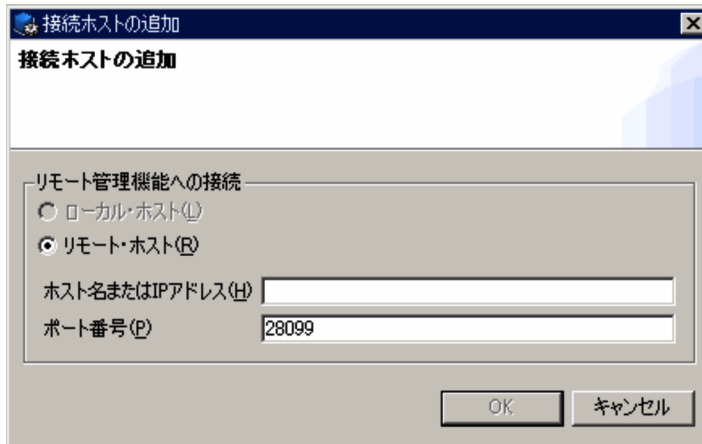 接続ホストの追加
接続ホストの追加
リモート管理機能への接続
ローカル・ホスト(L)
リモート・ホスト(R)
ホスト名またはIPアドレス(H)
ポート番号(P) 28099
OK キャンセル